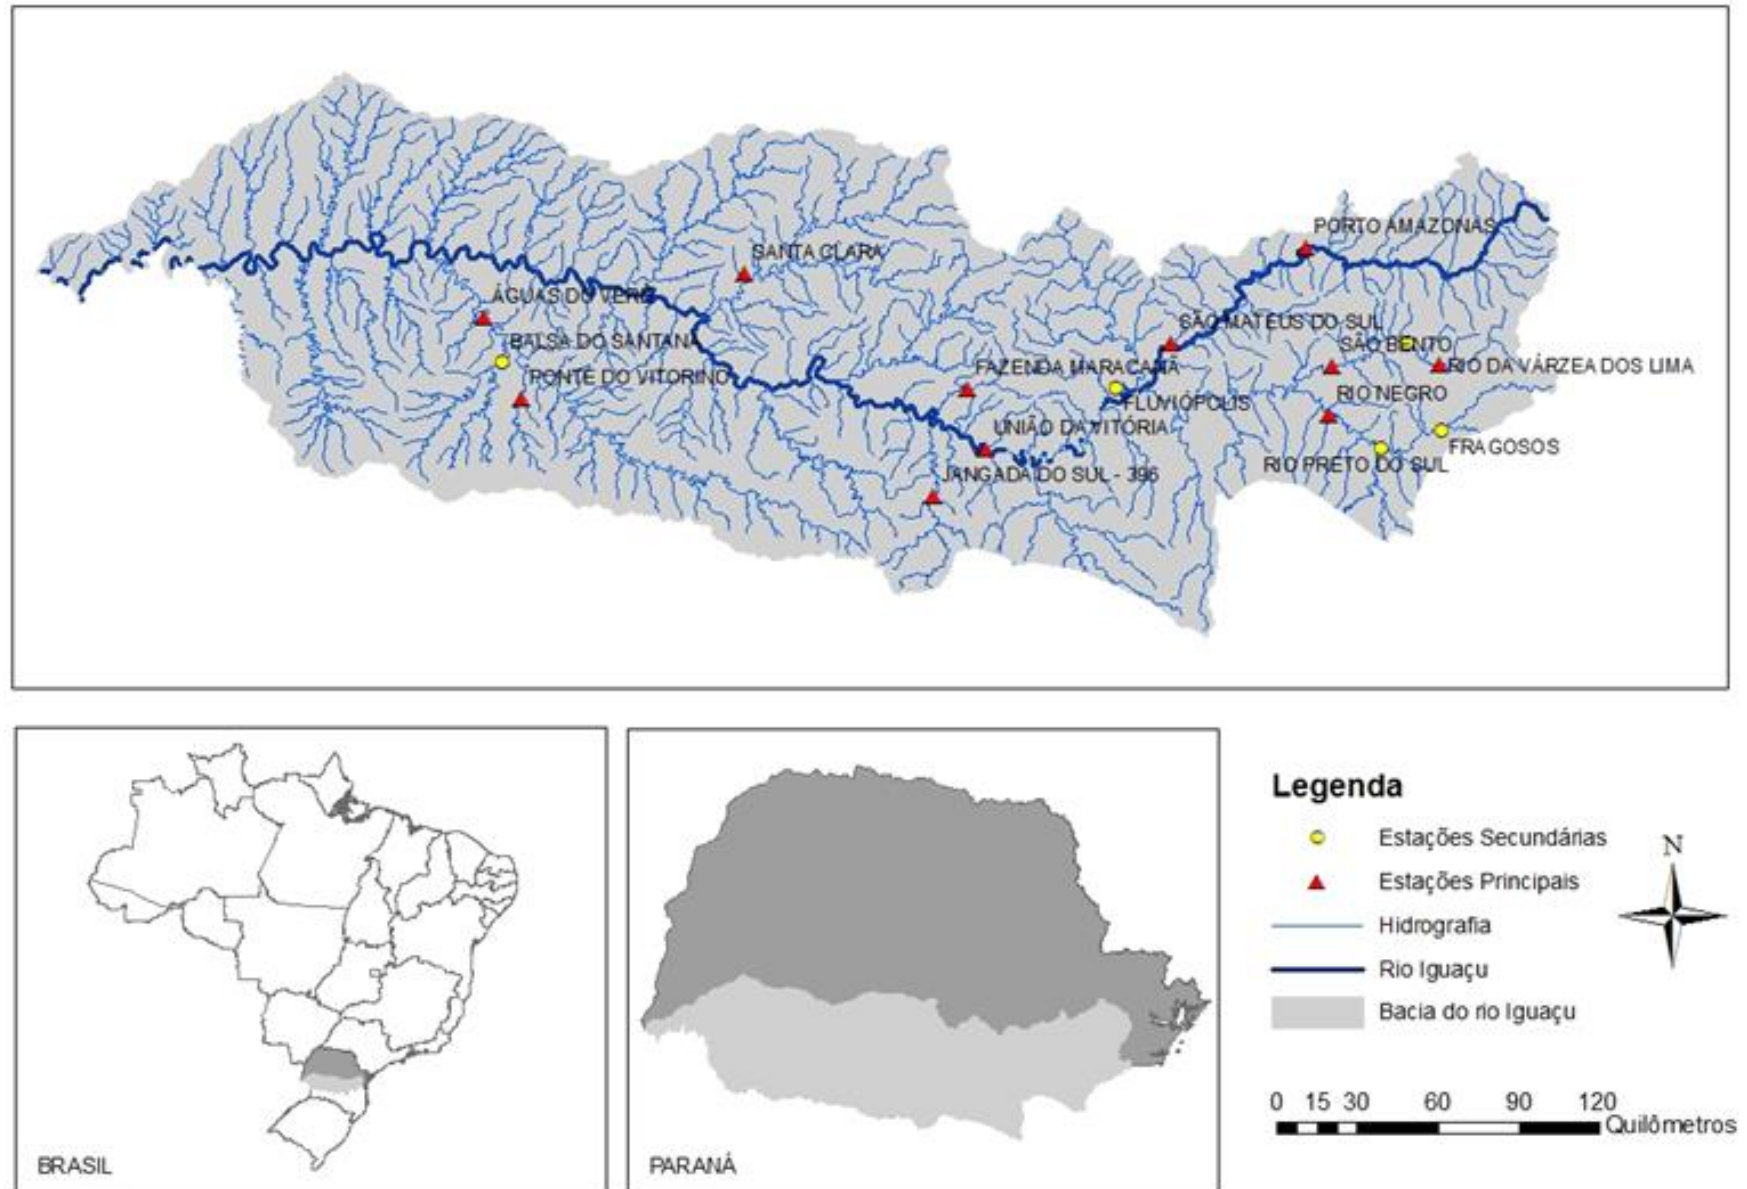 PORTO AMAZONAS
SANTA CLARA
ÁGUAS DO VERE
SÃO MATEUS DO SUL
BALSA DO SANTANA
SÃO BENTO
FAZENDA MARACANÃ
RIO DA VÁRZEA DOS LIMA
PONTE DO VITORINO
RIO NEGRO
FLUVIÓPOLIS
UNIÃO DA VITÓRIA
FRAGOSOS
RIO PRETO DO SUL
JANGADA DO SUL - 396
BRASIL
PARANÁ
Legenda
Estações Secundárias
Estações Principais
Hidrografia
Rio Iguaçu
Bacia do rio Iguaçu
N
0 15 30 60 90 120
Quilômetros